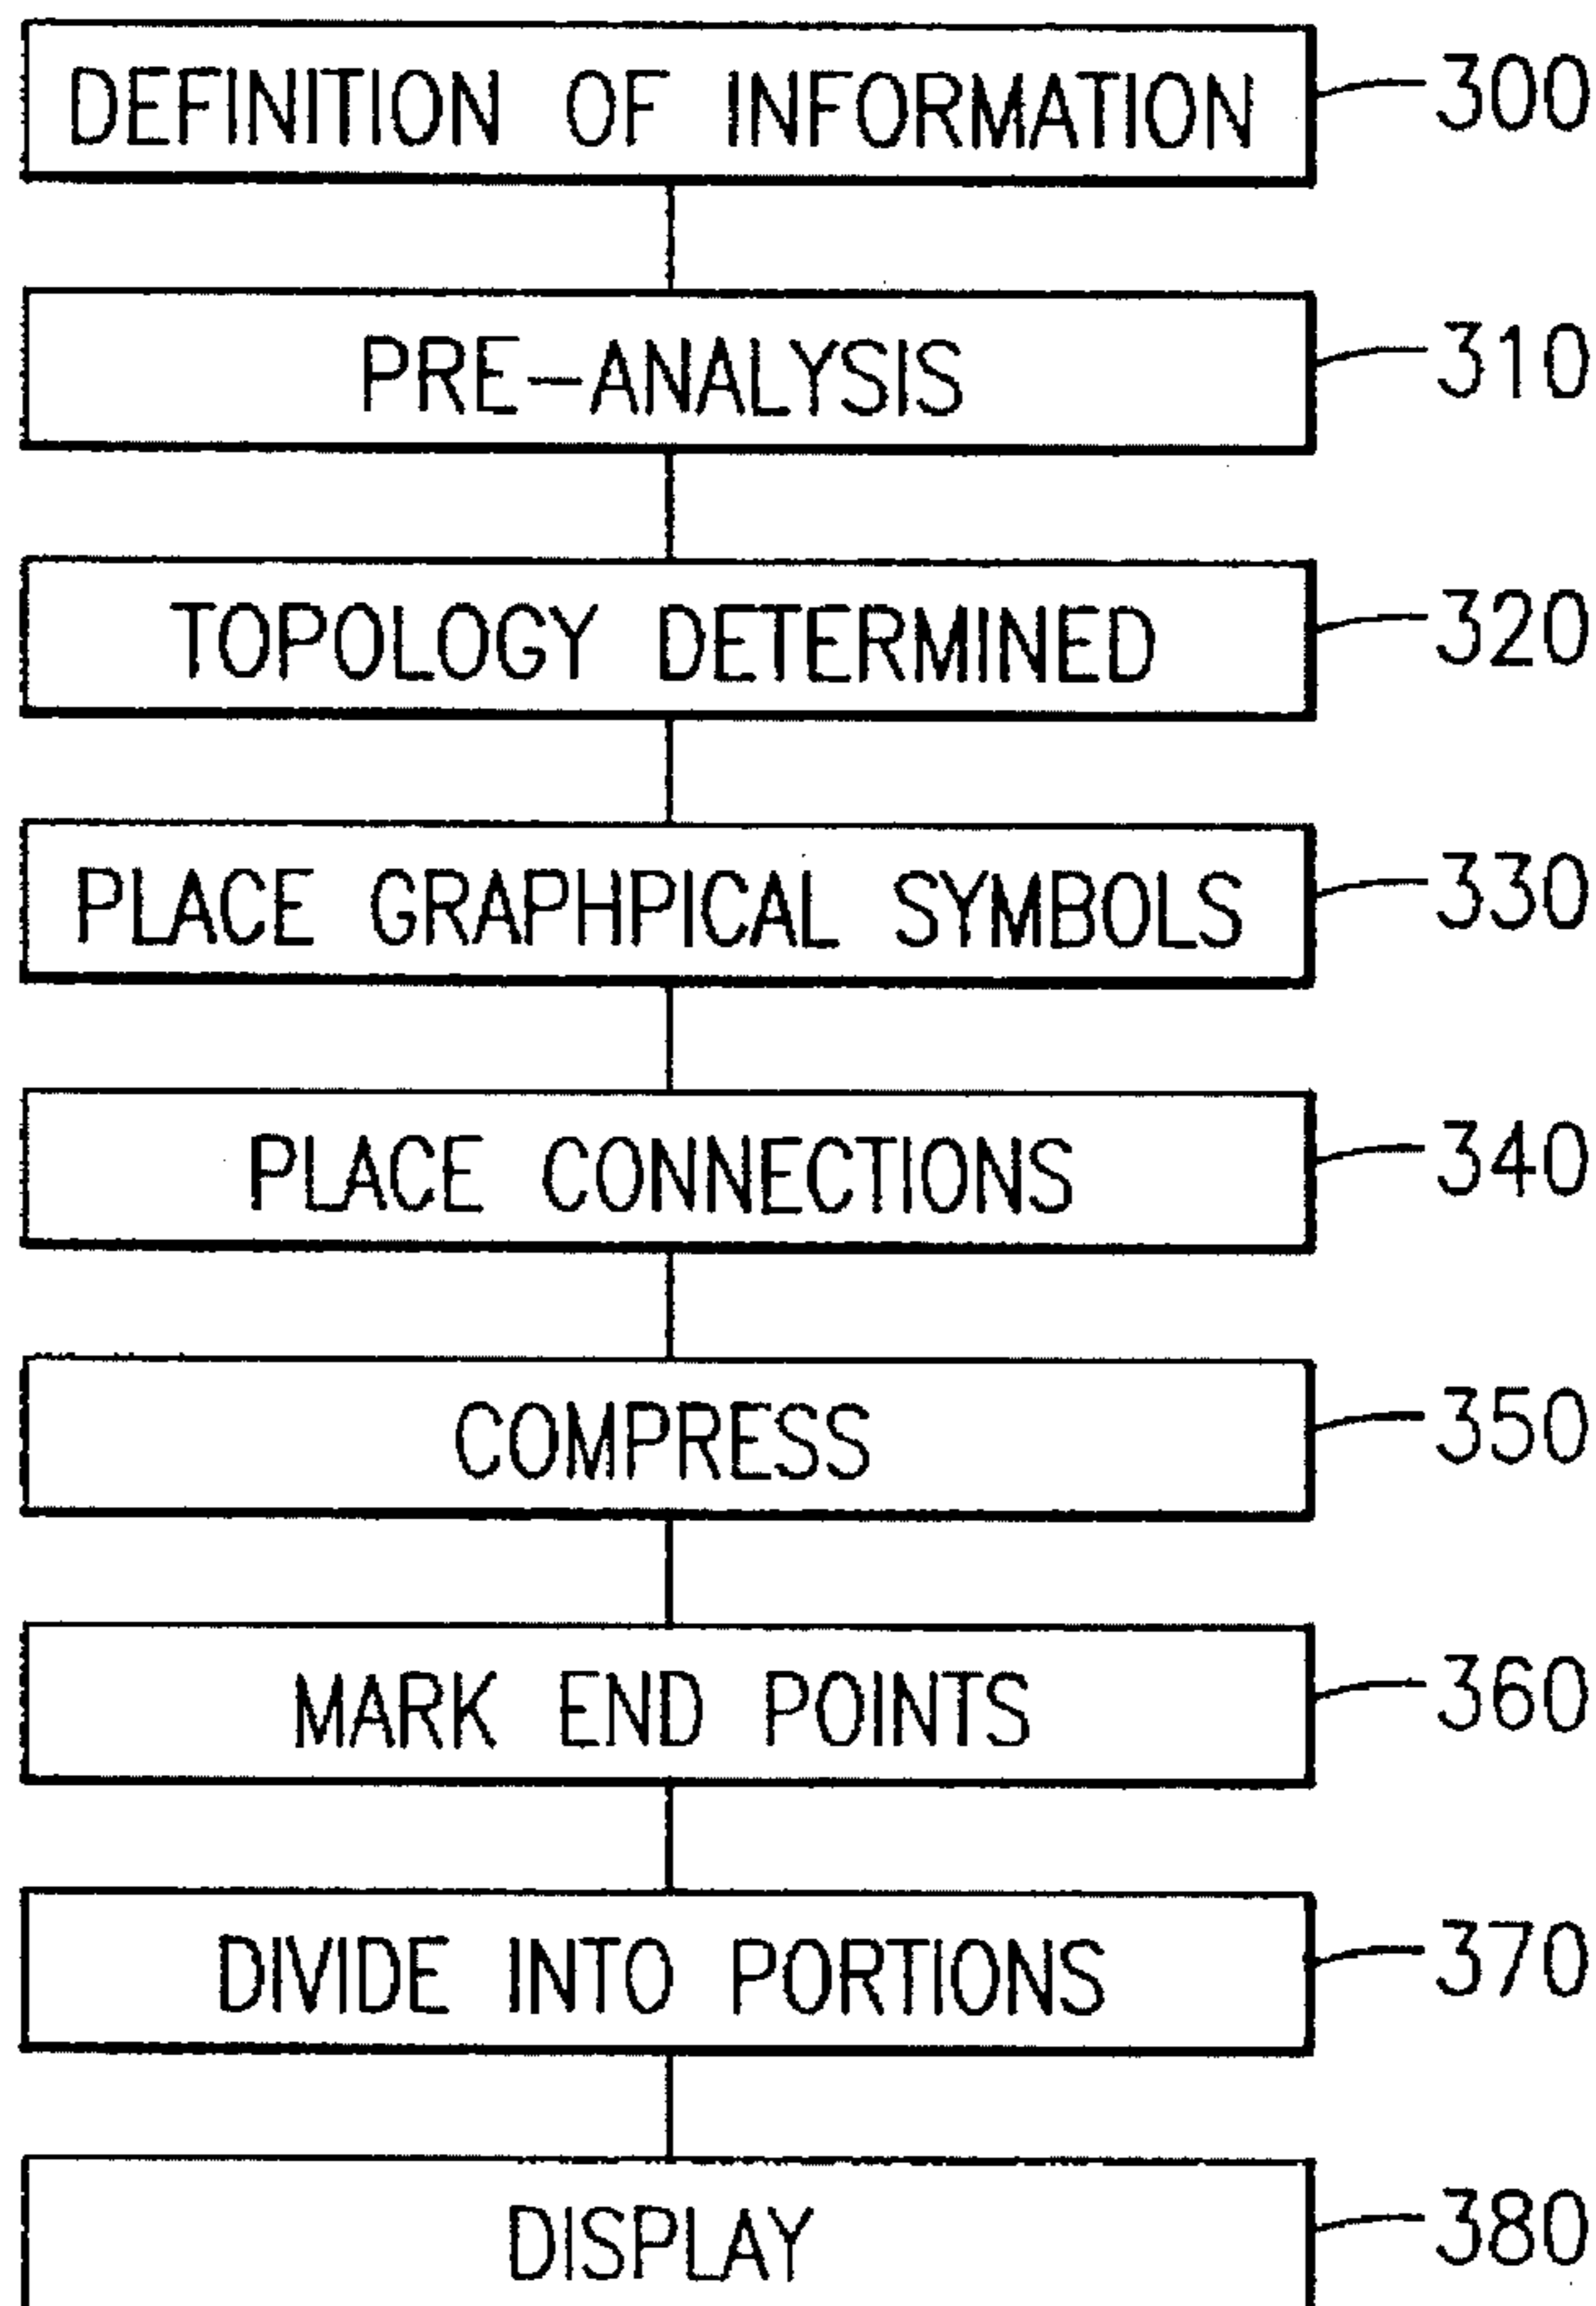 DEFINITION OF INFORMATION 300
PRE-ANALYSIS 310
TOPOLOGY DETERMINED 320
PLACE GRAPHPICAL SYMBOLS 330
PLACE CONNECTIONS 340
COMPRESS 350
MARK END POINTS 360
DIVIDE INTO PORTIONS 370
DISPLAY 380